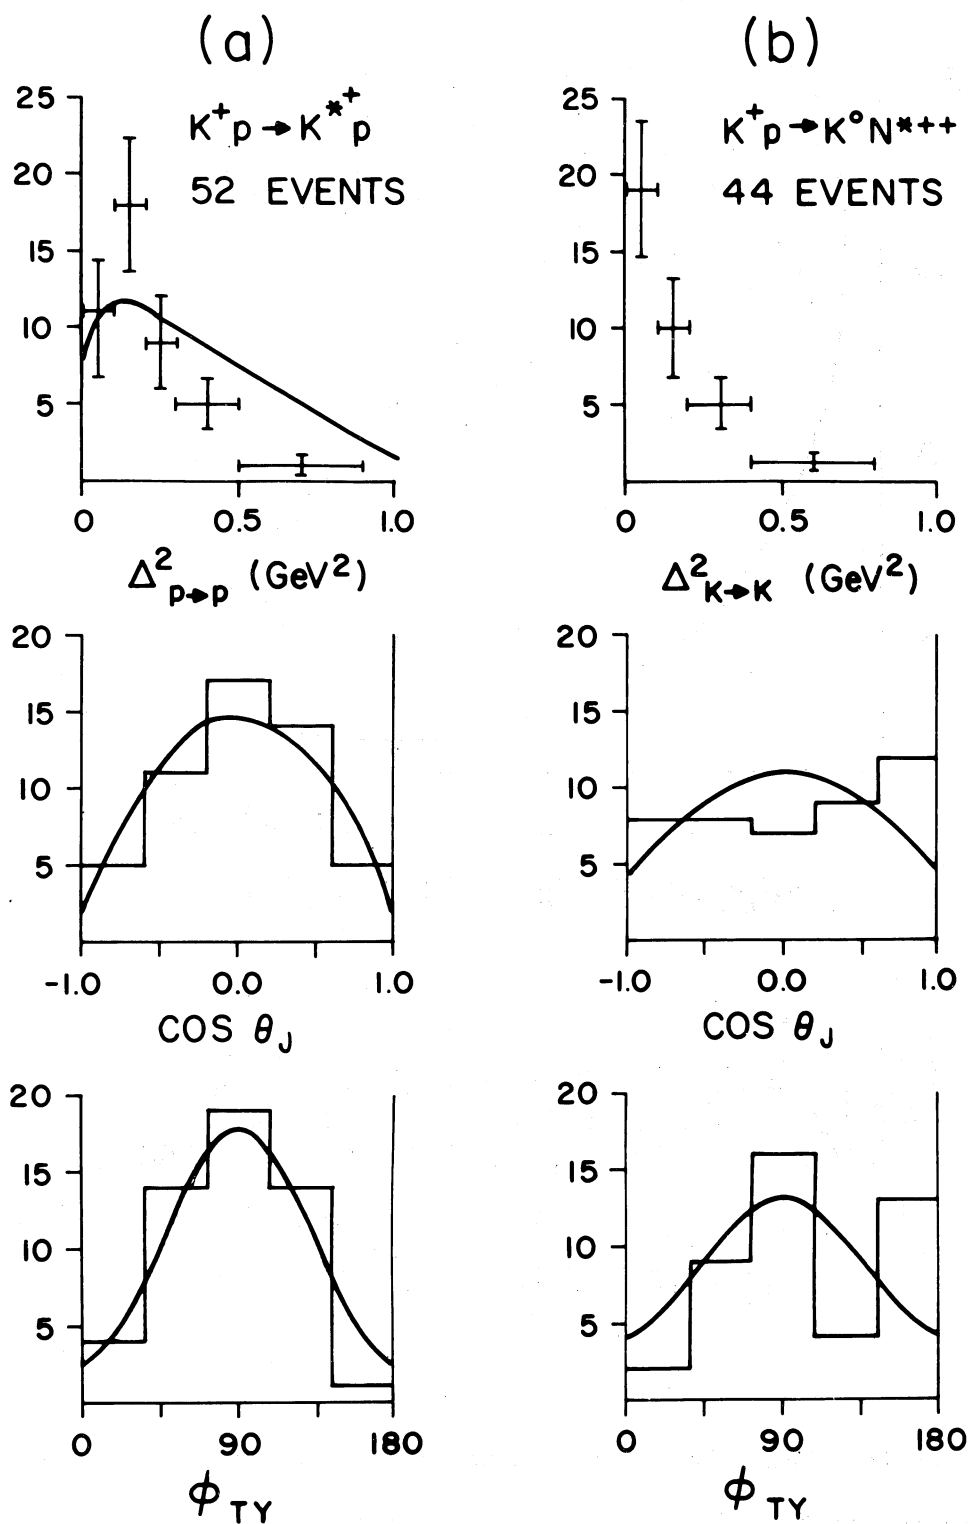 (a)
K⁺p → K*⁺p
52 EVENTS
25
20
15
10
5
0 0.5 1.0
Δ²p→p (GeV²)
20
15
10
5
-1.0 0.0 1.0
COS θJ
20
15
10
5
0 90 180
ϕTY
(b)
K⁺p → K⁰N*⁺⁺
44 EVENTS
25
20
15
10
5
0 0.5 1.0
Δ²K→K (GeV²)
20
15
10
5
-1.0 0.0 1.0
COS θJ
20
15
10
5
0 90 180
ϕTY